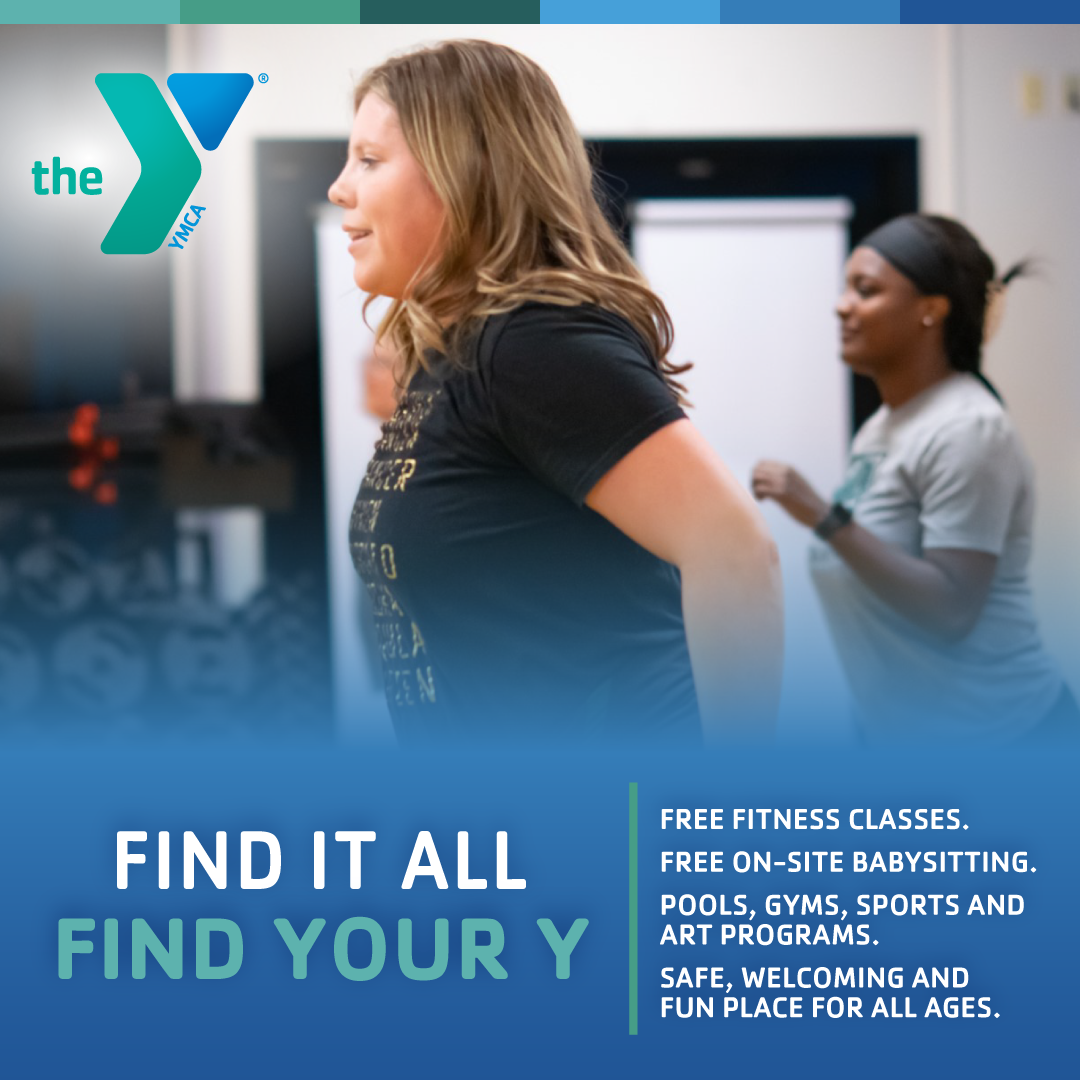 the
YMCA
®
FIND IT ALL
FIND YOUR Y
FREE FITNESS CLASSES.
FREE ON-SITE BABYSITTING.
POOLS, GYMS, SPORTS AND
ART PROGRAMS.
SAFE, WELCOMING AND
FUN PLACE FOR ALL AGES.